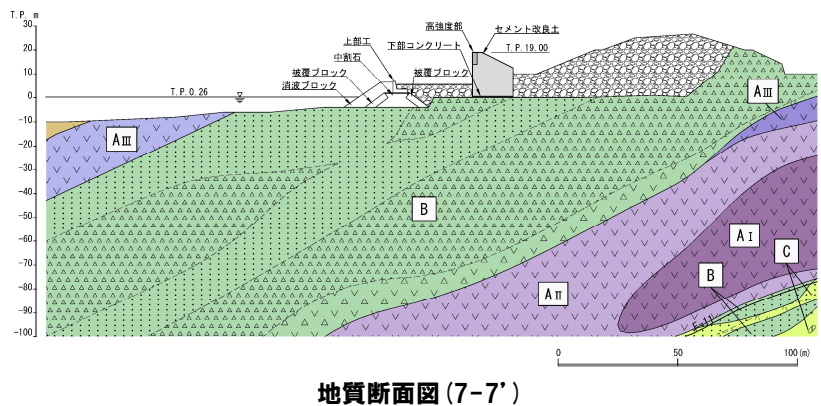 T.P. m
30
20
10
0
-10
-20
-30
-40
-50
-60
-70
-80
-90
-100
高強度部
セメント改良土
上部工
下部コンクリート
T.P.19.00
中割石
被覆ブロック
被覆ブロック
消波ブロック
T.P.0.26
AⅢ
AⅢ
B
AⅠ
C
B
AⅡ
F-11
0
50
100(m)
地質断面図(7-7’)